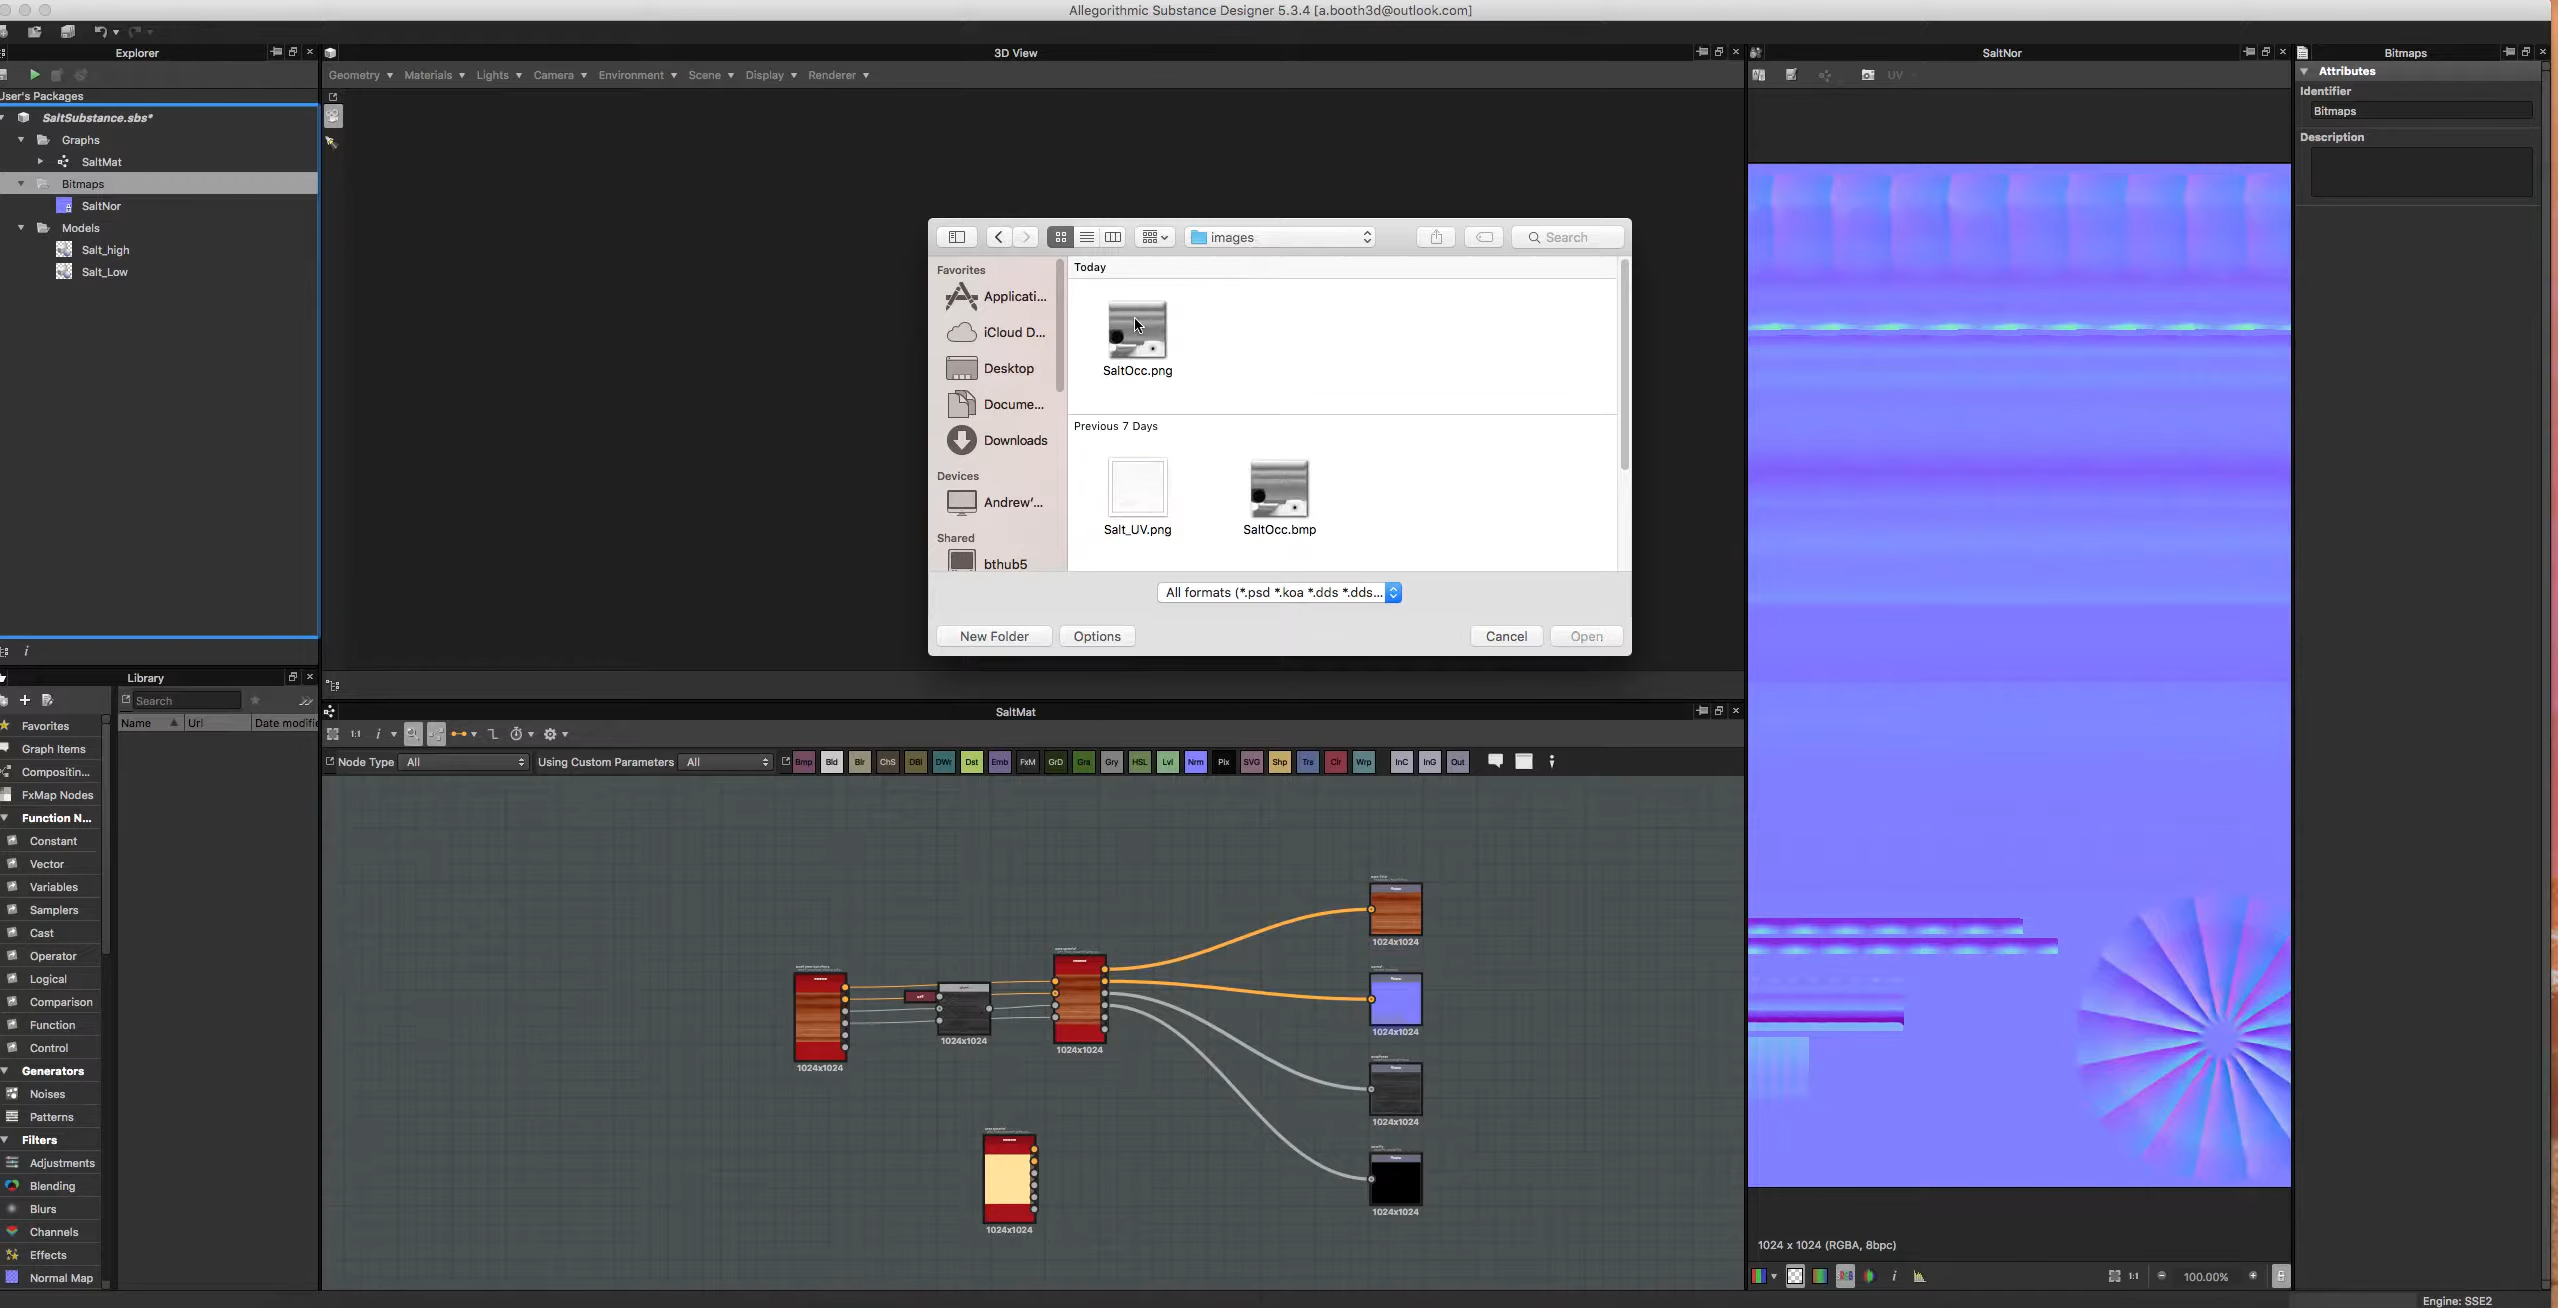 Allegorithmic Substance Designer 5.3.4 [a.booth3d@outlook.com]
Explorer
3D View
SaltNor
Bitmaps
Geometry Materials Lights Camera Environment Scene Display Renderer
UV
Attributes
Identifier
Bitmaps
Description
User's Packages
SaltSubstance.sbs*
Graphs
SaltMat
Bitmaps
SaltNor
Models
Salt_high
Salt_Low
images
Search
Favorites
Applicati...
iCloud D...
Desktop
Docume...
Downloads
Devices
Andrew'...
Shared
bthub5
Today
SaltOcc.png
Previous 7 Days
Salt_UV.png
SaltOcc.bmp
All formats (*.psd *.koa *.dds *.dds...
New Folder
Options
Cancel
Open
Library
Search
Name
Url
Date modifie
Favorites
Graph Items
Compositin...
FxMap Nodes
Function N...
Constant
Vector
Variables
Samplers
Cast
Operator
Logical
Comparison
Function
Control
Generators
Noises
Patterns
Filters
Adjustments
Blending
Blurs
Channels
Effects
Normal Map
SaltMat
1:1
Node Type All
Using Custom Parameters All
Bmp Bld Blr ChS DBl DWr Dst Emb FxM GrD Gra Gry HSL Lvl Nrm Pix SVG Shp Trs Clr Wrp InC InG Out
1024x1024
1024x1024
1024x1024
1024x1024
1024x1024
1024x1024
1024x1024
1024x1024
1024 x 1024 (RGBA, 8bpc)
1:1
100.00%
Engine: SSE2